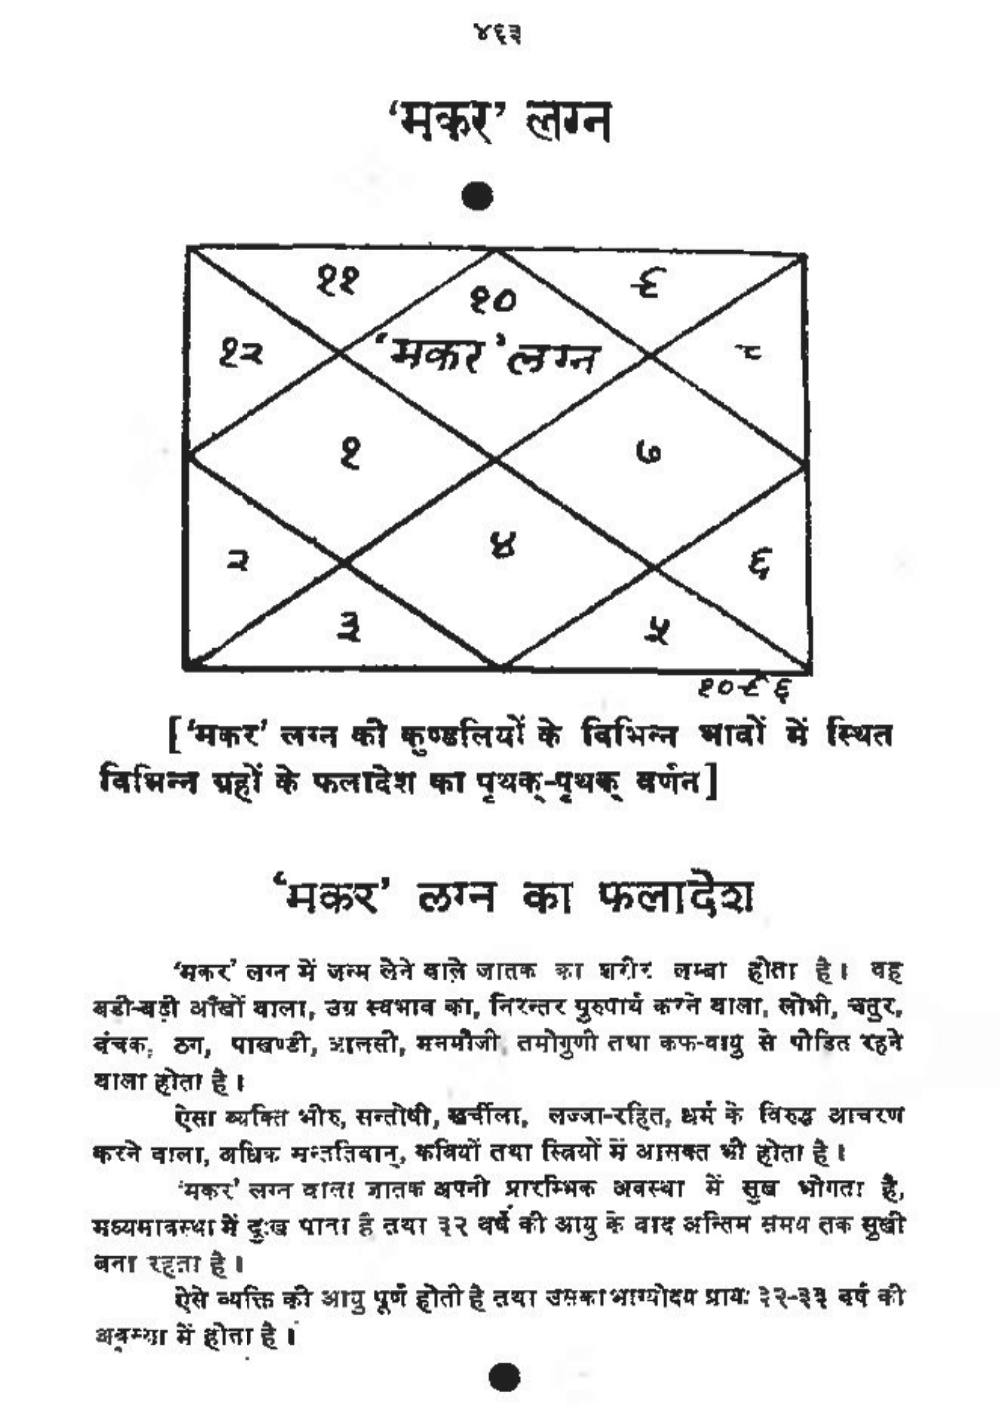 ४६३
‘मकर’ लग्न
११
१०
९
१२
‘मकर’ लग्न
८
१
७
२
४
६
३
५
१०९६
[‘मकर’ लग्न की कुण्डलियों के विभिन्न भावों में स्थित
विभिन्न ग्रहों के फलादेश का पृथक्-पृथक् वर्णन]
‘मकर’ लग्न का फलादेश
‘मकर’ लग्न में जन्म लेने वाले जातक का शरीर लम्बा होता है। वह
बड़ी-बड़ी आँखों वाला, उग्र स्वभाव का, निरन्तर पुरुषार्थ करने वाला, लोभी, चतुर,
वंचक, ठग, पाखण्डी, आलसी, मनमौजी, तमोगुणी तथा कफ-वायु से पीड़ित रहने
वाला होता है।
ऐसा व्यक्ति भीरु, सन्तोषी, खर्चीला, लज्जा-रहित, धर्म के विरुद्ध आचरण
करने वाला, अधिक सन्ततिवान्, कवियों तथा स्त्रियों में आसक्त भी होता है।
‘मकर’ लग्न वाला जातक अपनी प्रारम्भिक अवस्था में सुख भोगता है,
मध्यमावस्था में दुःख पाता है तथा ३२ वर्ष की आयु के बाद अन्तिम समय तक सुखी
बना रहता है।
ऐसे व्यक्ति की आयु पूर्ण होती है तथा उसका भाग्योदय प्रायः ३२-३३ वर्ष की
अवस्था में होता है।